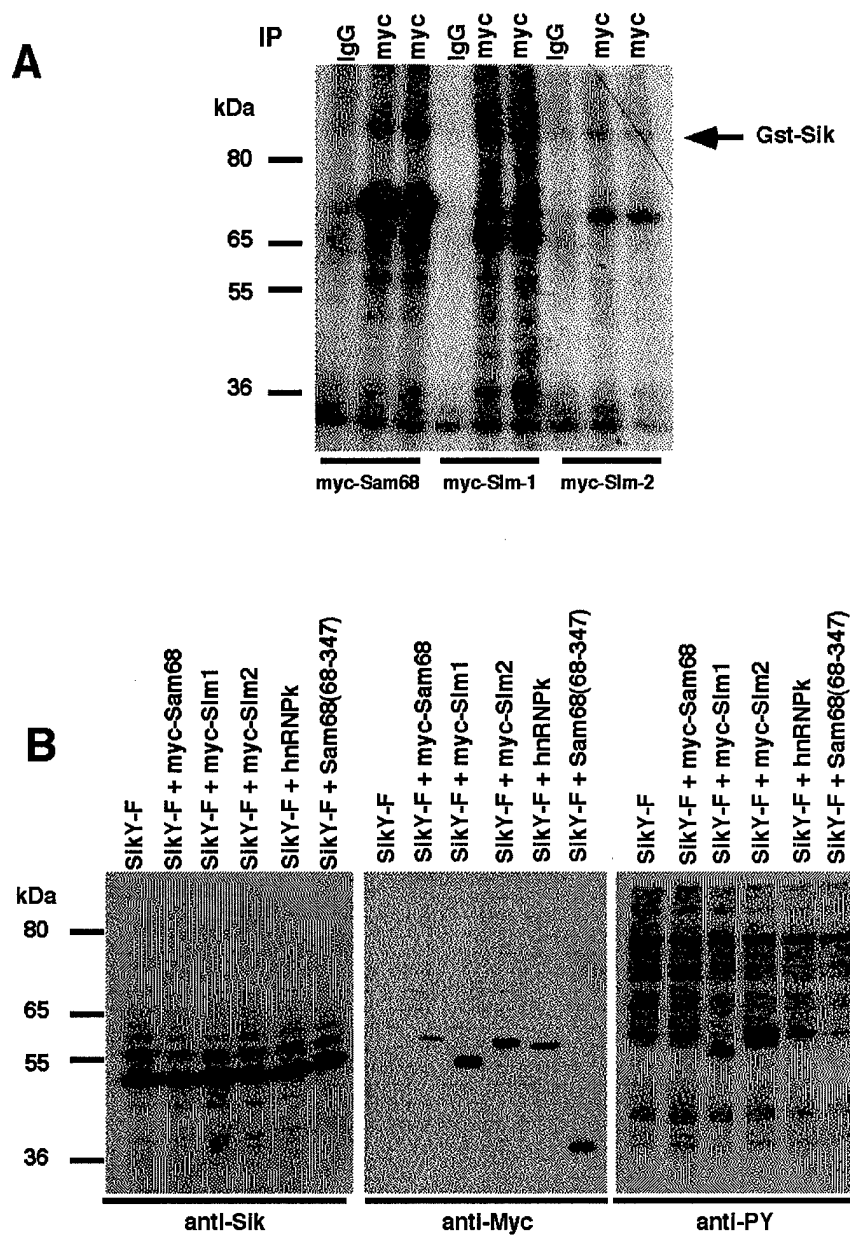 A
IP
IgG
myc
myc
IgG
myc
myc
IgG
myc
myc
kDa
80
65
55
36
Gst-Sik
myc-Sam68
myc-Slm-1
myc-Slm-2
B
SikY-F
SikY-F + myc-Sam68
SikY-F + myc-Slm1
SikY-F + myc-Slm2
SikY-F + hnRNPk
SikY-F + Sam68(68-347)
SikY-F
SikY-F + myc-Sam68
SikY-F + myc-Slm1
SikY-F + myc-Slm2
SikY-F + hnRNPk
SikY-F + Sam68(68-347)
SikY-F
SikY-F + myc-Sam68
SikY-F + myc-Slm1
SikY-F + myc-Slm2
SikY-F + hnRNPk
SikY-F + Sam68(68-347)
kDa
80
65
55
36
anti-Sik
anti-Myc
anti-PY